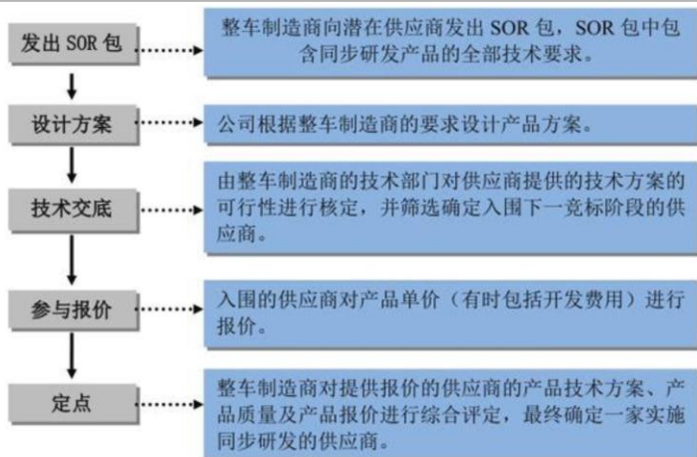 发出 SOR 包
整车制造商向潜在供应商发出 SOR 包，SOR 包中包
含同步研发产品的全部技术要求。
设计方案
公司根据整车制造商的要求设计产品方案。
技术交底
由整车制造商的技术部门对供应商提供的技术方案的
可行性进行核定，并筛选确定入围下一竞标阶段的供
应商。
参与报价
入围的供应商对产品单价（有时包括开发费用）进行
报价。
定点
整车制造商对提供报价的供应商的产品技术方案、产
品质量及产品报价进行综合评定，最终确定一家实施
同步研发的供应商。